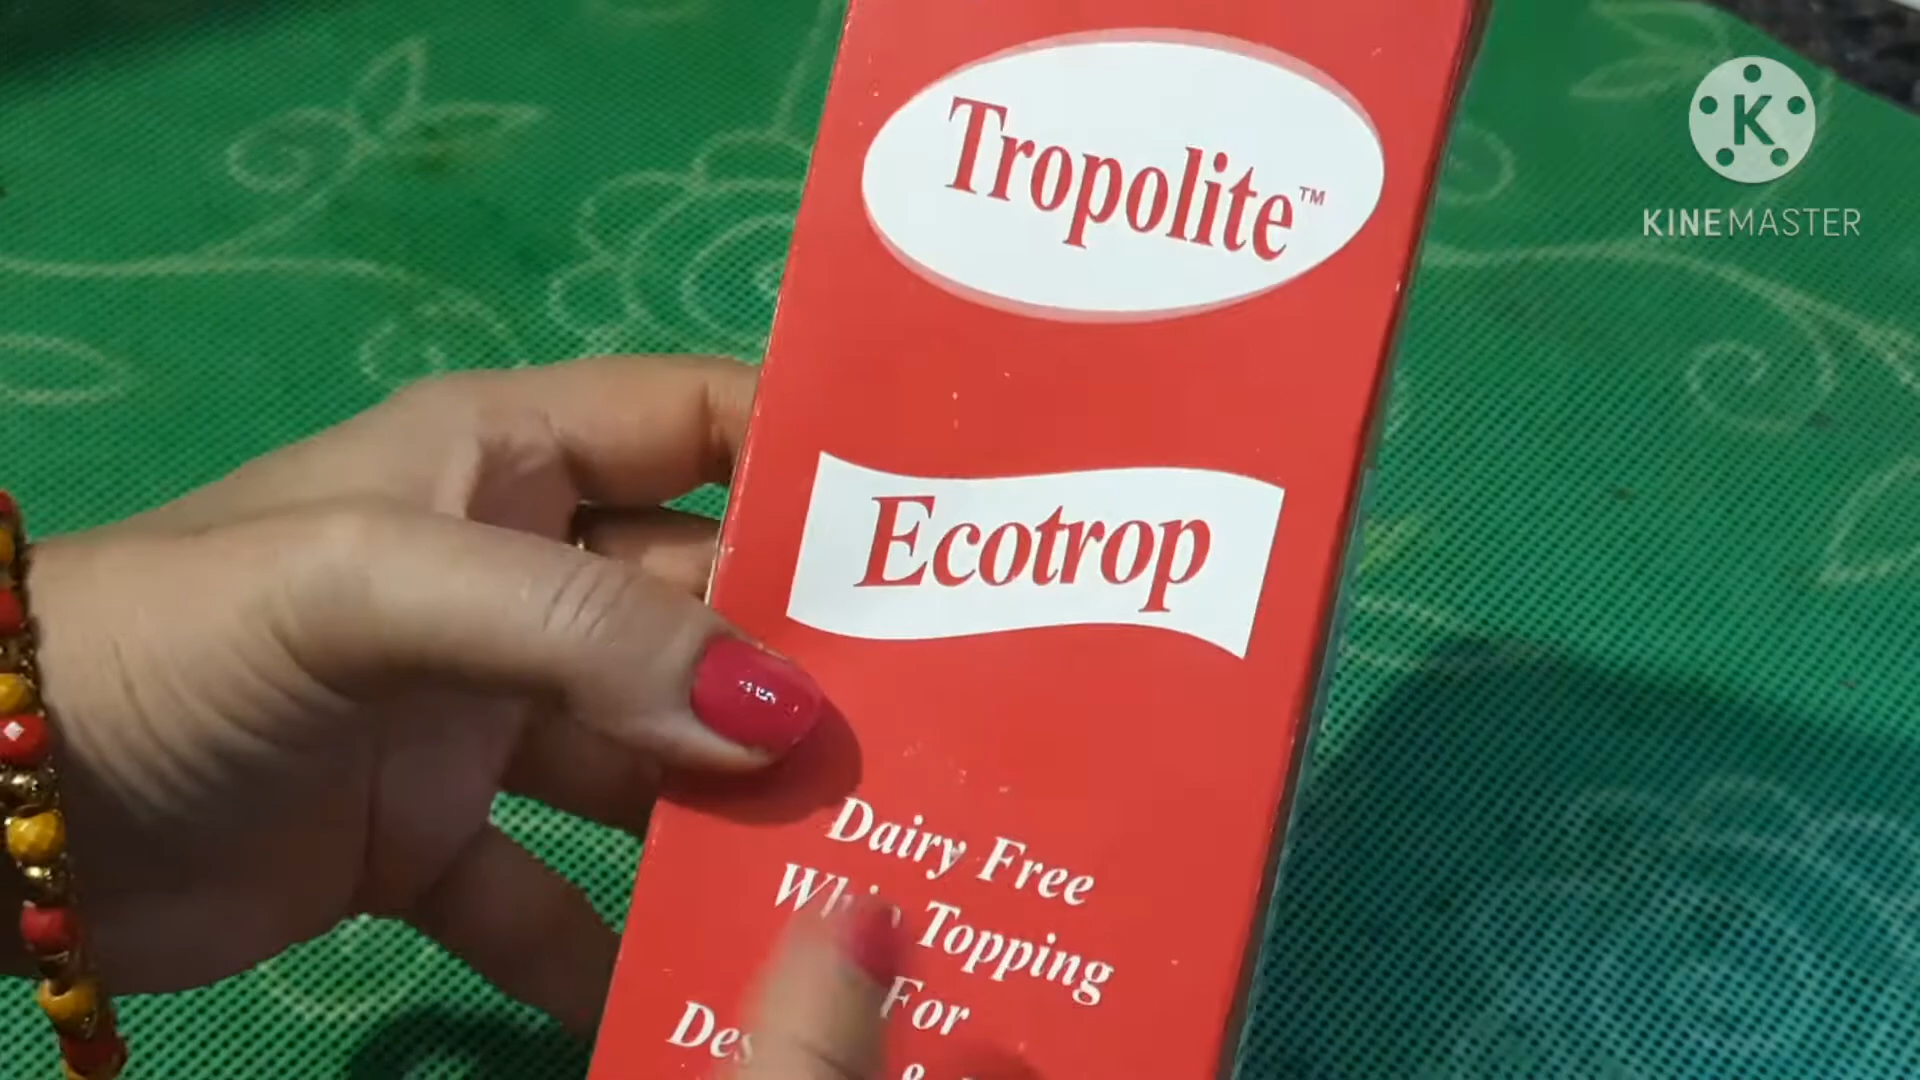 Tropolite™
Ecotrop
Dairy Free
Topping
For
&
K
KINEMASTER